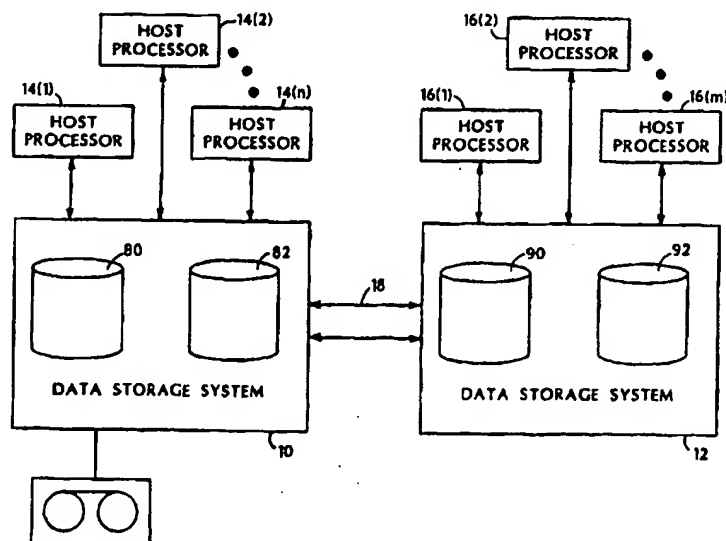 14(2)
HOST
PROCESSOR
16(2)
HOST
PROCESSOR
14(1)
HOST
PROCESSOR
14(n)
HOST
PROCESSOR
16(1)
HOST
PROCESSOR
16(m)
HOST
PROCESSOR
80
82
18
90
92
DATA STORAGE SYSTEM
DATA STORAGE SYSTEM
10
12